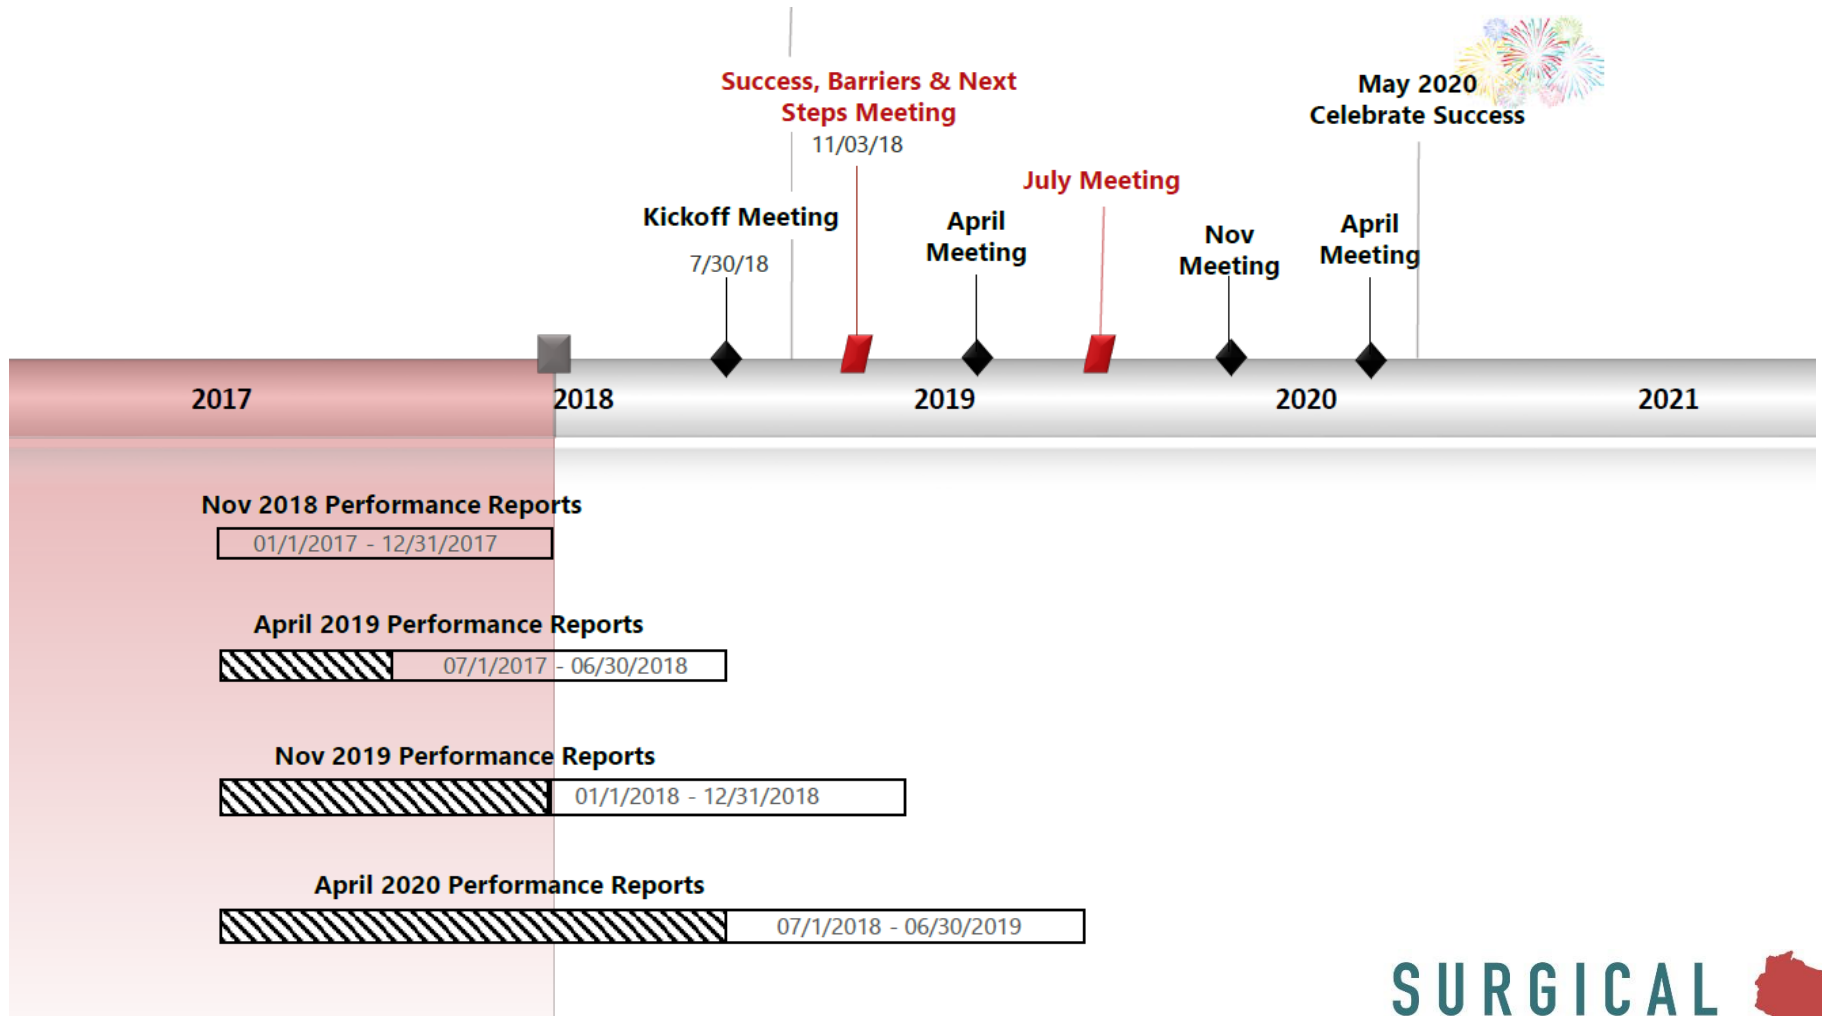 Success, Barriers & Next
Steps Meeting
11/03/18
May 2020
Celebrate Success
July Meeting
Kickoff Meeting
7/30/18
April
Meeting
Nov
Meeting
April
Meeting
2017
2018
2019
2020
2021
Nov 2018 Performance Reports
01/1/2017 - 12/31/2017
April 2019 Performance Reports
07/1/2017 - 06/30/2018
Nov 2019 Performance Reports
01/1/2018 - 12/31/2018
April 2020 Performance Reports
07/1/2018 - 06/30/2019
SURGICAL